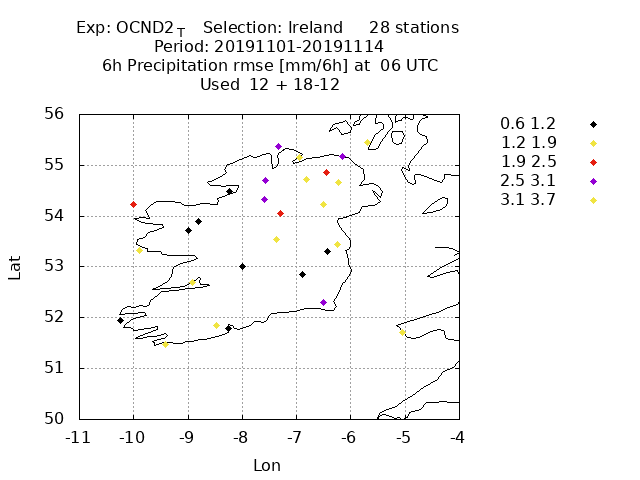 Exp: OCND2T Selection: Ireland 28 stations
Period: 20191101-20191114
6h Precipitation rmse [mm/6h] at 06 UTC
Used 12 + 18-12
0.6 1.2
1.2 1.9
1.9 2.5
2.5 3.1
3.1 3.7
56
55
54
53
52
51
50
Lat
-11 -10 -9 -8 -7 -6 -5 -4
Lon